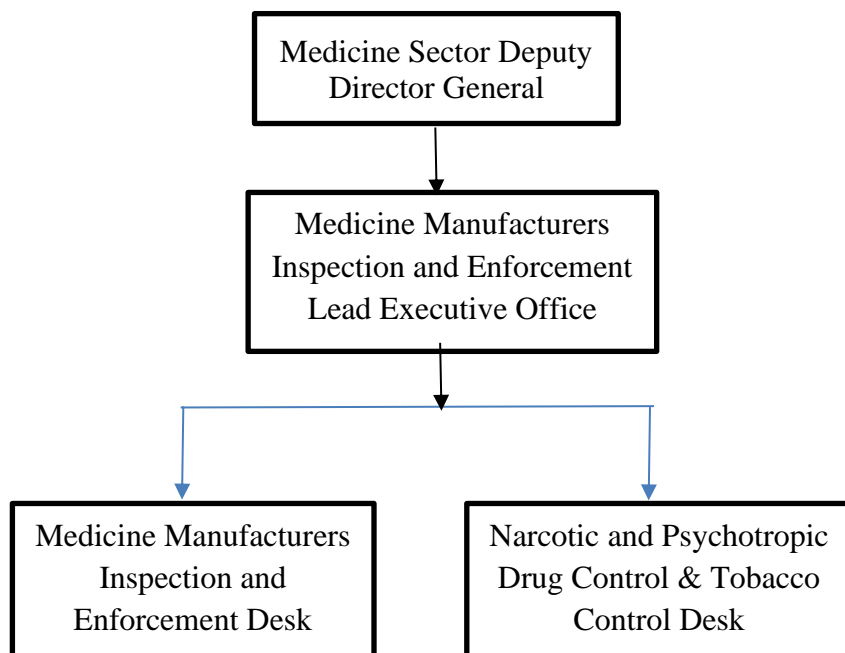 Medicine Sector Deputy
Director General
Medicine Manufacturers
Inspection and Enforcement
Lead Executive Office
Medicine Manufacturers
Inspection and
Enforcement Desk
Narcotic and Psychotropic
Drug Control & Tobacco
Control Desk